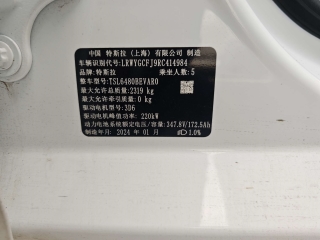 中国 特斯拉（上海）有限公司 制造
车辆识别代号：LRWYGCFJ9RC414984
品牌：特斯拉 乘坐人数：5
整车型号：TSL6480BEVAR0
最大允许总质量：2319 kg
最大允许牵引质量：0 kg
驱动电机型号：3D6
驱动电机峰值功率：220kW
动力电池系统额定电压/容量：347.8V/172.5Ah
制造年月：2024 年 01 月 1.0%